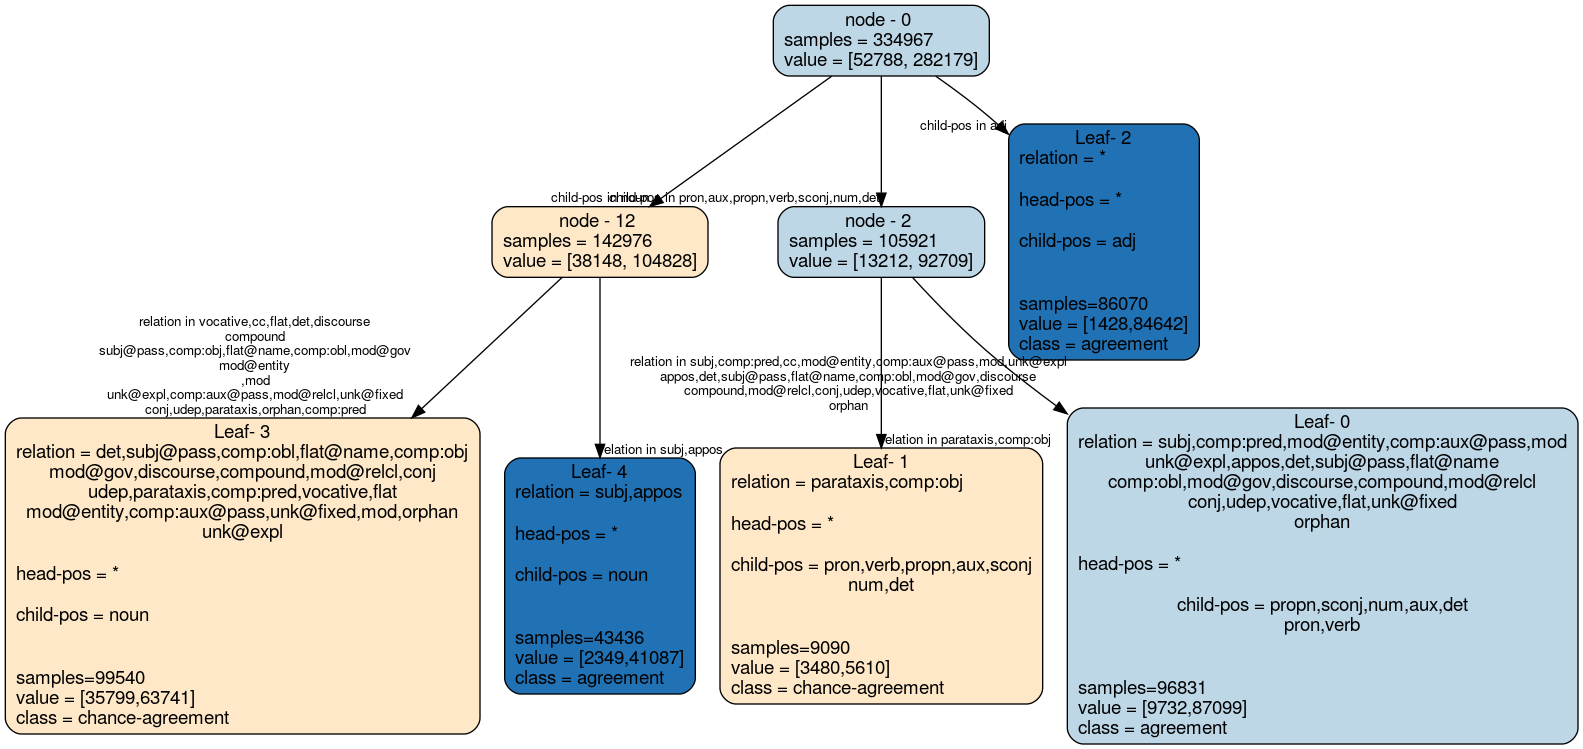 node - 0
samples = 334967
value = [52788, 282179]
child-pos in adj
Leaf- 2
relation = *
head-pos = *
child-pos = adj
samples=86070
value = [1428,84642]
class = agreement
child-pos in noun
child-pos in pron,aux,propn,verb,sconj,num,det
node - 12
samples = 142976
value = [38148, 104828]
node - 2
samples = 105921
value = [13212, 92709]
relation in vocative,cc,flat,det,discourse
compound
subj@pass,comp:obj,flat@name,comp:obl,mod@gov
mod@entity
,mod
unk@expl,comp:aux@pass,mod@relcl,unk@fixed
conj,udep,parataxis,orphan,comp:pred
relation in subj,appos
relation in subj,comp:pred,cc,mod@entity,comp:aux@pass,mod,unk@expl
appos,det,subj@pass,flat@name,comp:obl,mod@gov,discourse
compound,mod@relcl,conj,udep,vocative,flat,unk@fixed
orphan
relation in parataxis,comp:obj
Leaf- 3
relation = det,subj@pass,comp:obl,flat@name,comp:obj
mod@gov,discourse,compound,mod@relcl,conj
udep,parataxis,comp:pred,vocative,flat
mod@entity,comp:aux@pass,unk@fixed,mod,orphan
unk@expl
head-pos = *
child-pos = noun
samples=99540
value = [35799,63741]
class = chance-agreement
Leaf- 4
relation = subj,appos
head-pos = *
child-pos = noun
samples=43436
value = [2349,41087]
class = agreement
Leaf- 1
relation = parataxis,comp:obj
head-pos = *
child-pos = pron,verb,propn,aux,sconj
num,det
samples=9090
value = [3480,5610]
class = chance-agreement
Leaf- 0
relation = subj,comp:pred,mod@entity,comp:aux@pass,mod
unk@expl,appos,det,subj@pass,flat@name
comp:obl,mod@gov,discourse,compound,mod@relcl
conj,udep,vocative,flat,unk@fixed
orphan
head-pos = *
child-pos = propn,sconj,num,aux,det
pron,verb
samples=96831
value = [9732,87099]
class = agreement